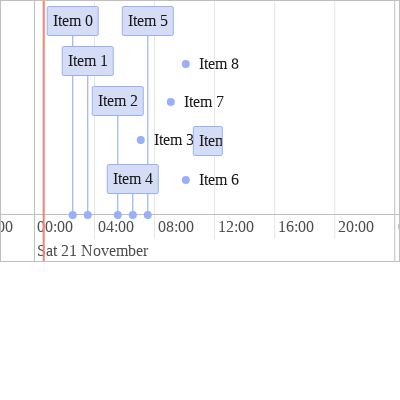 Item 0 Item 5
Item 1 Item 8
Item 2 Item 7
Item 3
Item 4 Item 6
00:00 04:00 08:00 12:00 16:00 20:00
Sat 21 November